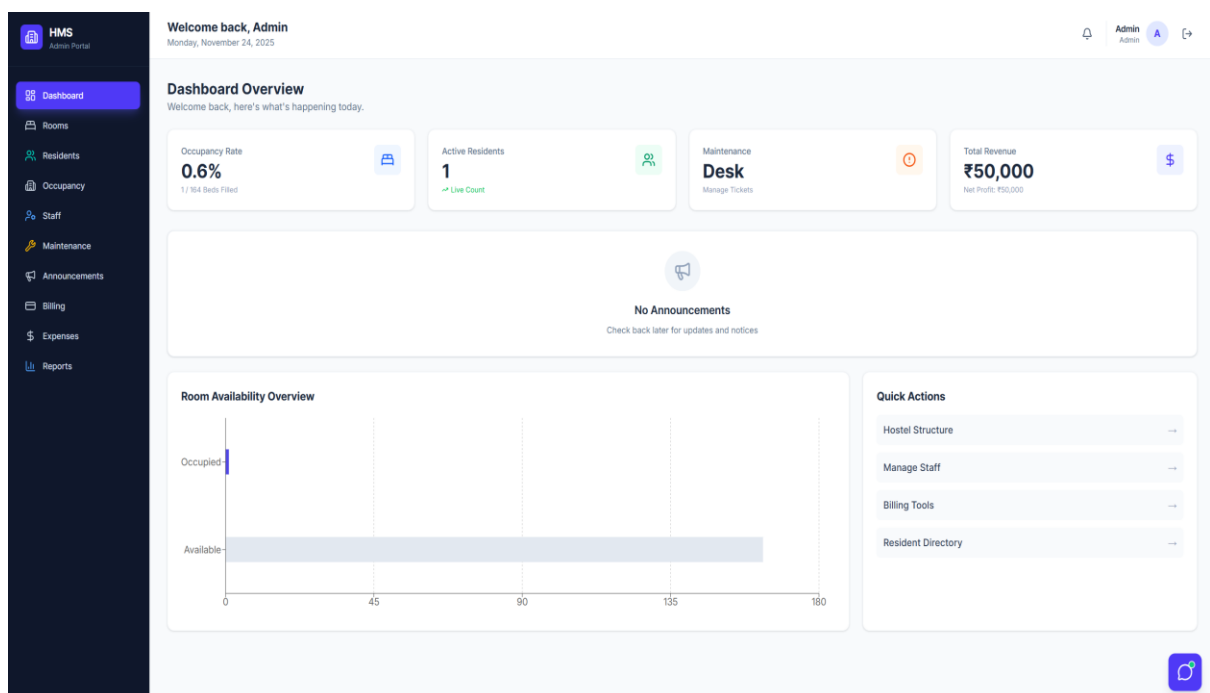 HMS
Admin Portal
Dashboard
Rooms
Residents
Occupancy
Staff
Maintenance
Announcements
Billing
Expenses
Reports
Welcome back, Admin
Monday, November 24, 2025
Admin
Admin
A
Dashboard Overview
Welcome back, here's what's happening today.
Occupancy Rate
0.6%
1 / 164 Beds Filled
Active Residents
1
Live Count
Maintenance
Desk
Manage Tickets
Total Revenue
₹50,000
Net Profit: ₹50,000
No Announcements
Check back later for updates and notices
Room Availability Overview
Occupied
Available
0 45 90 135 180
Quick Actions
Hostel Structure →
Manage Staff →
Billing Tools →
Resident Directory →